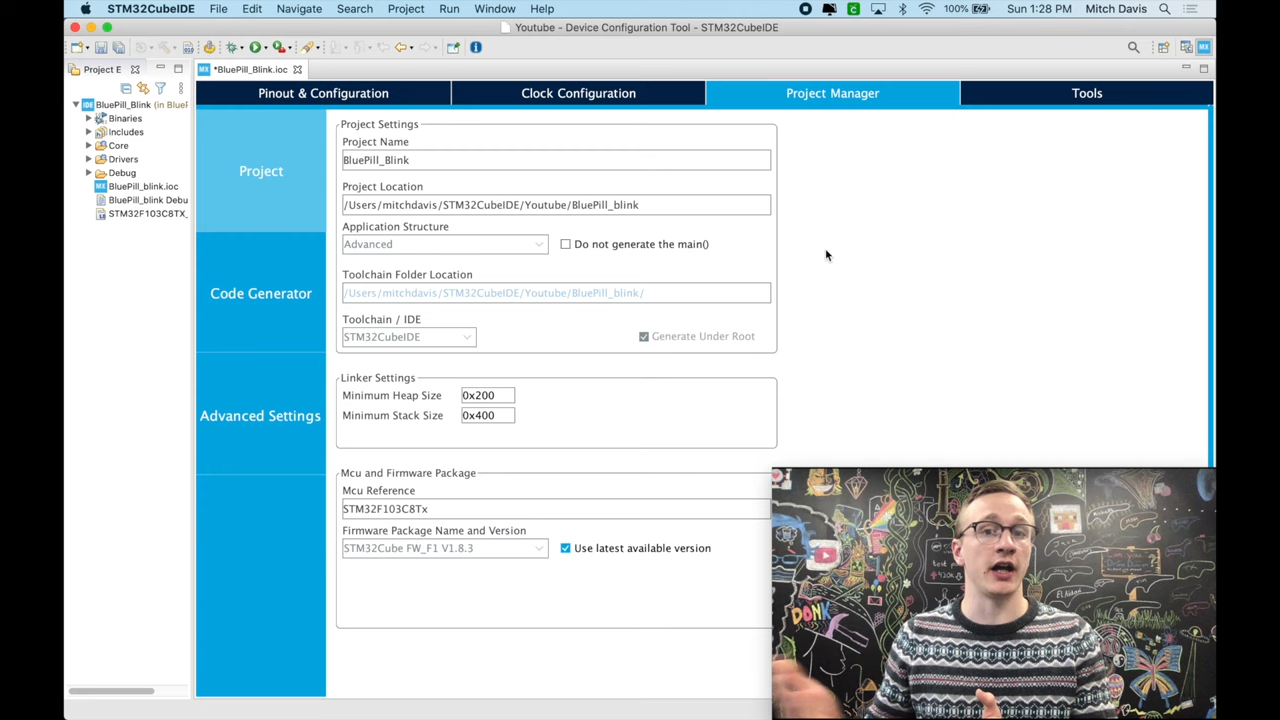 STM32CubeIDE File Edit Navigate Search Project Run Window Help 100% Sun 1:28 PM Mitch Davis
Youtube - Device Configuration Tool - STM32CubeIDE
Project E
*BluePill_Blink.ioc
Pinout & Configuration
Clock Configuration
Project Manager
Tools
IDE BluePill_Blink (in BlueP
Binaries
Includes
Core
Drivers
Debug
MX BluePill_blink.ioc
BluePill_blink Debu
STM32F103C8TX_
Project
Code Generator
Advanced Settings
Project Settings
Project Name
BluePill_Blink
Project Location
/Users/mitchdavis/STM32CubeIDE/Youtube/BluePill_blink
Application Structure
Advanced Do not generate the main()
Toolchain Folder Location
/Users/mitchdavis/STM32CubeIDE/Youtube/BluePill_blink/
Toolchain / IDE
STM32CubeIDE Generate Under Root
Linker Settings
Minimum Heap Size 0x200
Minimum Stack Size 0x400
Mcu and Firmware Package
Mcu Reference
STM32F103C8Tx
Firmware Package Name and Version
STM32Cube FW_F1 V1.8.3 Use latest available version
DONK